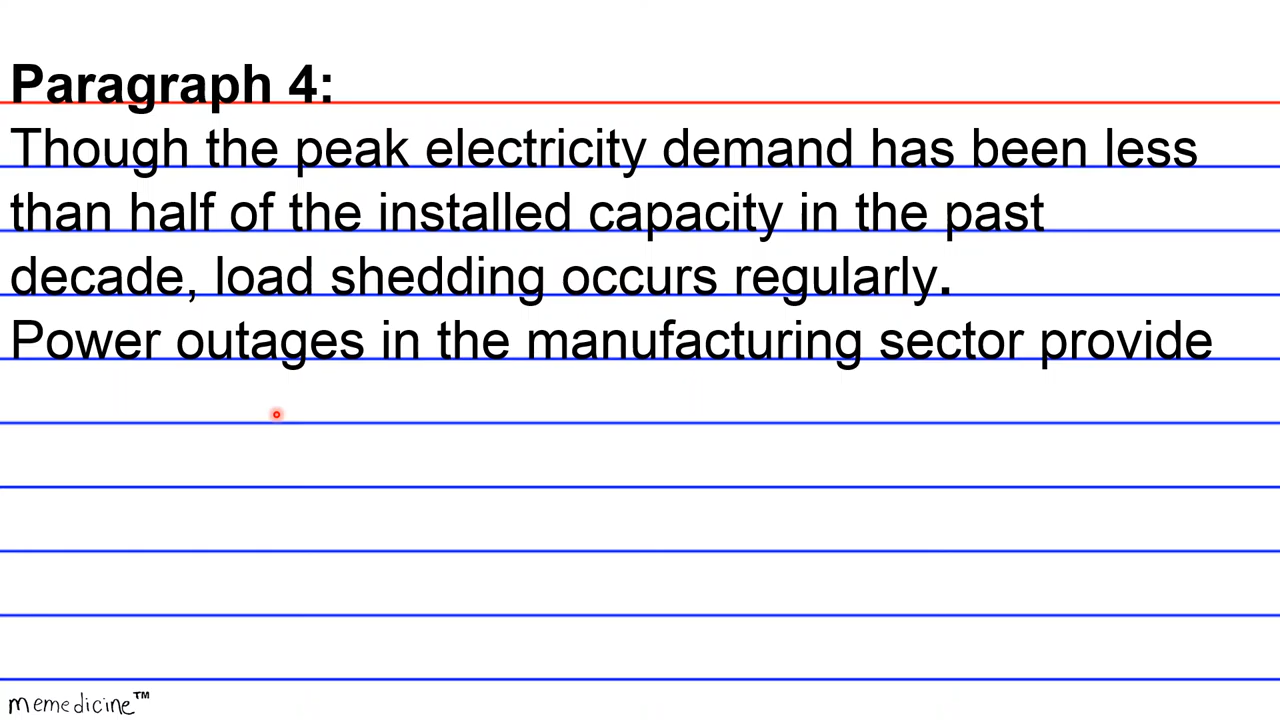 Paragraph 4:
Though the peak electricity demand has been less
than half of the installed capacity in the past
decade, load shedding occurs regularly.
Power outages in the manufacturing sector provide
memedicine™